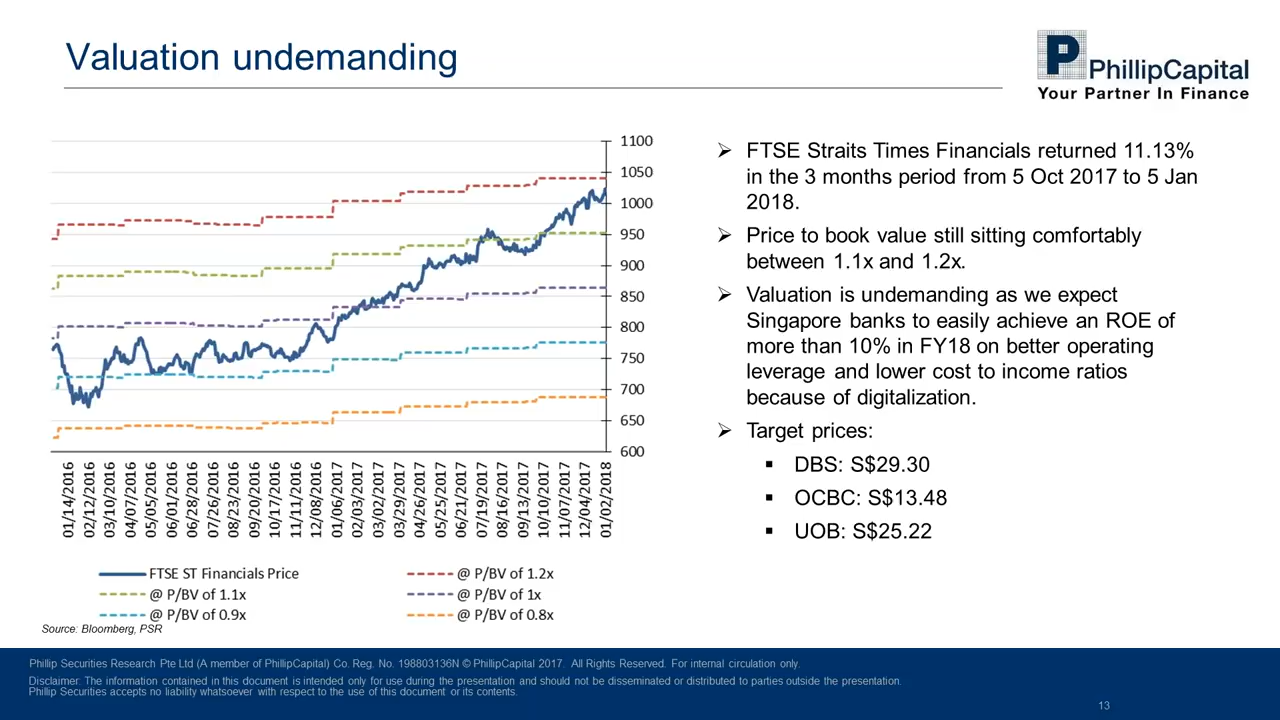 Valuation undemanding
P
PhillipCapital
Your Partner In Finance
1100
1050
1000
950
900
850
800
750
700
650
600
01/14/2016
02/12/2016
03/10/2016
04/07/2016
05/05/2016
06/01/2016
06/28/2016
07/26/2016
08/23/2016
09/20/2016
10/17/2016
11/11/2016
12/08/2016
01/06/2017
02/03/2017
03/02/2017
03/29/2017
04/26/2017
05/25/2017
06/21/2017
07/19/2017
08/16/2017
09/13/2017
10/10/2017
11/07/2017
12/04/2017
01/02/2018
FTSE ST Financials Price
@ P/BV of 1.2x
@ P/BV of 1.1x
@ P/BV of 1x
@ P/BV of 0.9x
@ P/BV of 0.8x
Source: Bloomberg, PSR
FTSE Straits Times Financials returned 11.13%
in the 3 months period from 5 Oct 2017 to 5 Jan
2018.
Price to book value still sitting comfortably
between 1.1x and 1.2x.
Valuation is undemanding as we expect
Singapore banks to easily achieve an ROE of
more than 10% in FY18 on better operating
leverage and lower cost to income ratios
because of digitalization.
Target prices:
DBS: S$29.30
OCBC: S$13.48
UOB: S$25.22
Phillip Securities Research Pte Ltd (A member of PhillipCapital) Co. Reg. No. 198803136N © PhillipCapital 2017. All Rights Reserved. For internal circulation only.
Disclaimer: The information contained in this document is intended only for use during the presentation and should not be disseminated or distributed to parties outside the presentation.
Phillip Securities accepts no liability whatsoever with respect to the use of this document or its contents.
13